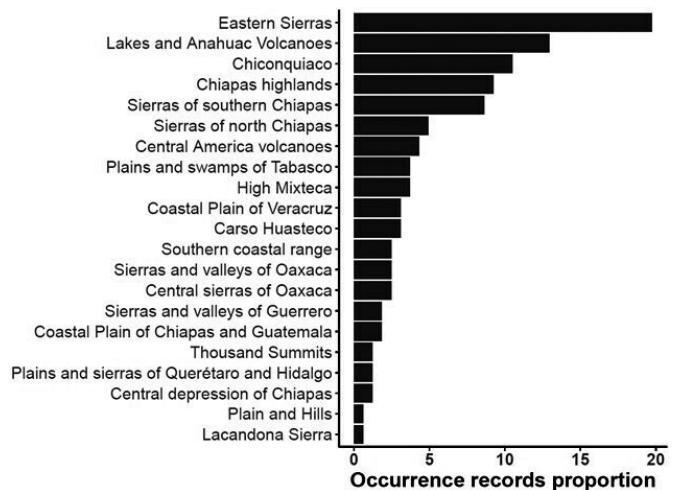 Eastern Sierras
Lakes and Anahuac Volcanoes
Chiconquiaco
Chiapas highlands
Sierras of southern Chiapas
Sierras of north Chiapas
Central America volcanoes
Plains and swamps of Tabasco
High Mixteca
Coastal Plain of Veracruz
Carso Huasteco
Southern coastal range
Sierras and valleys of Oaxaca
Central sierras of Oaxaca
Sierras and valleys of Guerrero
Coastal Plain of Chiapas and Guatemala
Thousand Summits
Plains and sierras of Querétaro and Hidalgo
Central depression of Chiapas
Plain and Hills
Lacandona Sierra
0 5 10 15 20
Occurrence records proportion